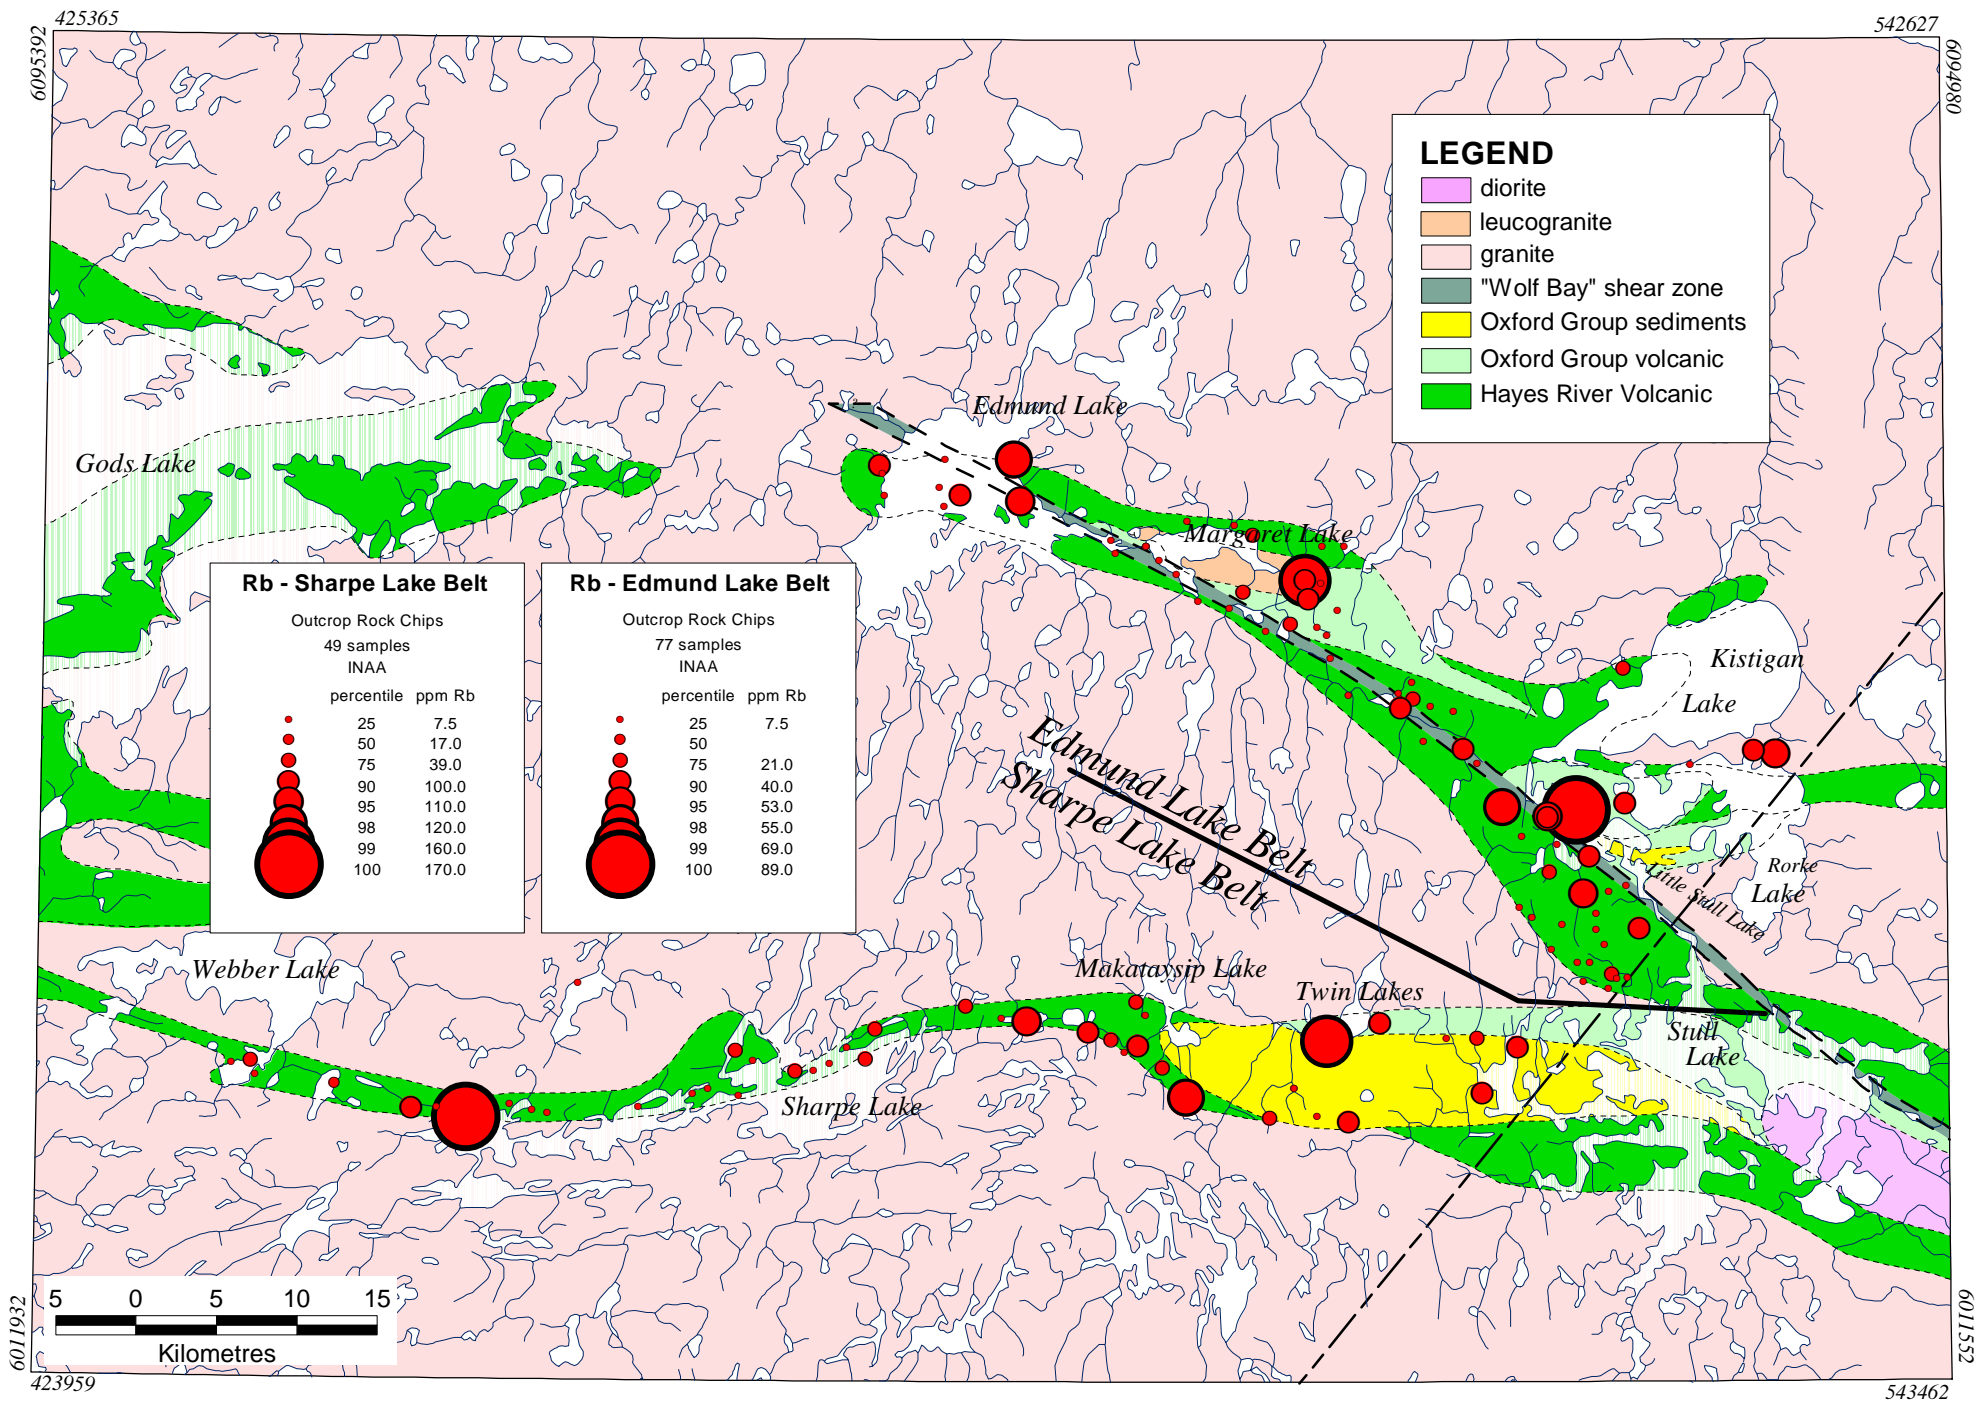 425365
542627
6095392
6094980
LEGEND
diorite
leucogranite
granite
"Wolf Bay" shear zone
Oxford Group sediments
Oxford Group volcanic
Hayes River Volcanic
Edmund Lake
Gods Lake
Margaret Lake
Kistigan
Lake
Rb - Sharpe Lake Belt
Outcrop Rock Chips
49 samples
INAA
percentile ppm Rb
25 7.5
50 17.0
75 39.0
90 100.0
95 110.0
98 120.0
99 160.0
100 170.0
Rb - Edmund Lake Belt
Outcrop Rock Chips
77 samples
INAA
percentile ppm Rb
25 7.5
50
75 21.0
90 40.0
95 53.0
98 55.0
99 69.0
100 89.0
Edmund Lake Belt
Sharpe Lake Belt
Rorke
Lake
Little Stull Lake
Webber Lake
Makataysip Lake
Twin Lakes
Stull
Lake
Sharpe Lake
5 0 5 10 15
Kilometres
6011932
6011552
423959
543462